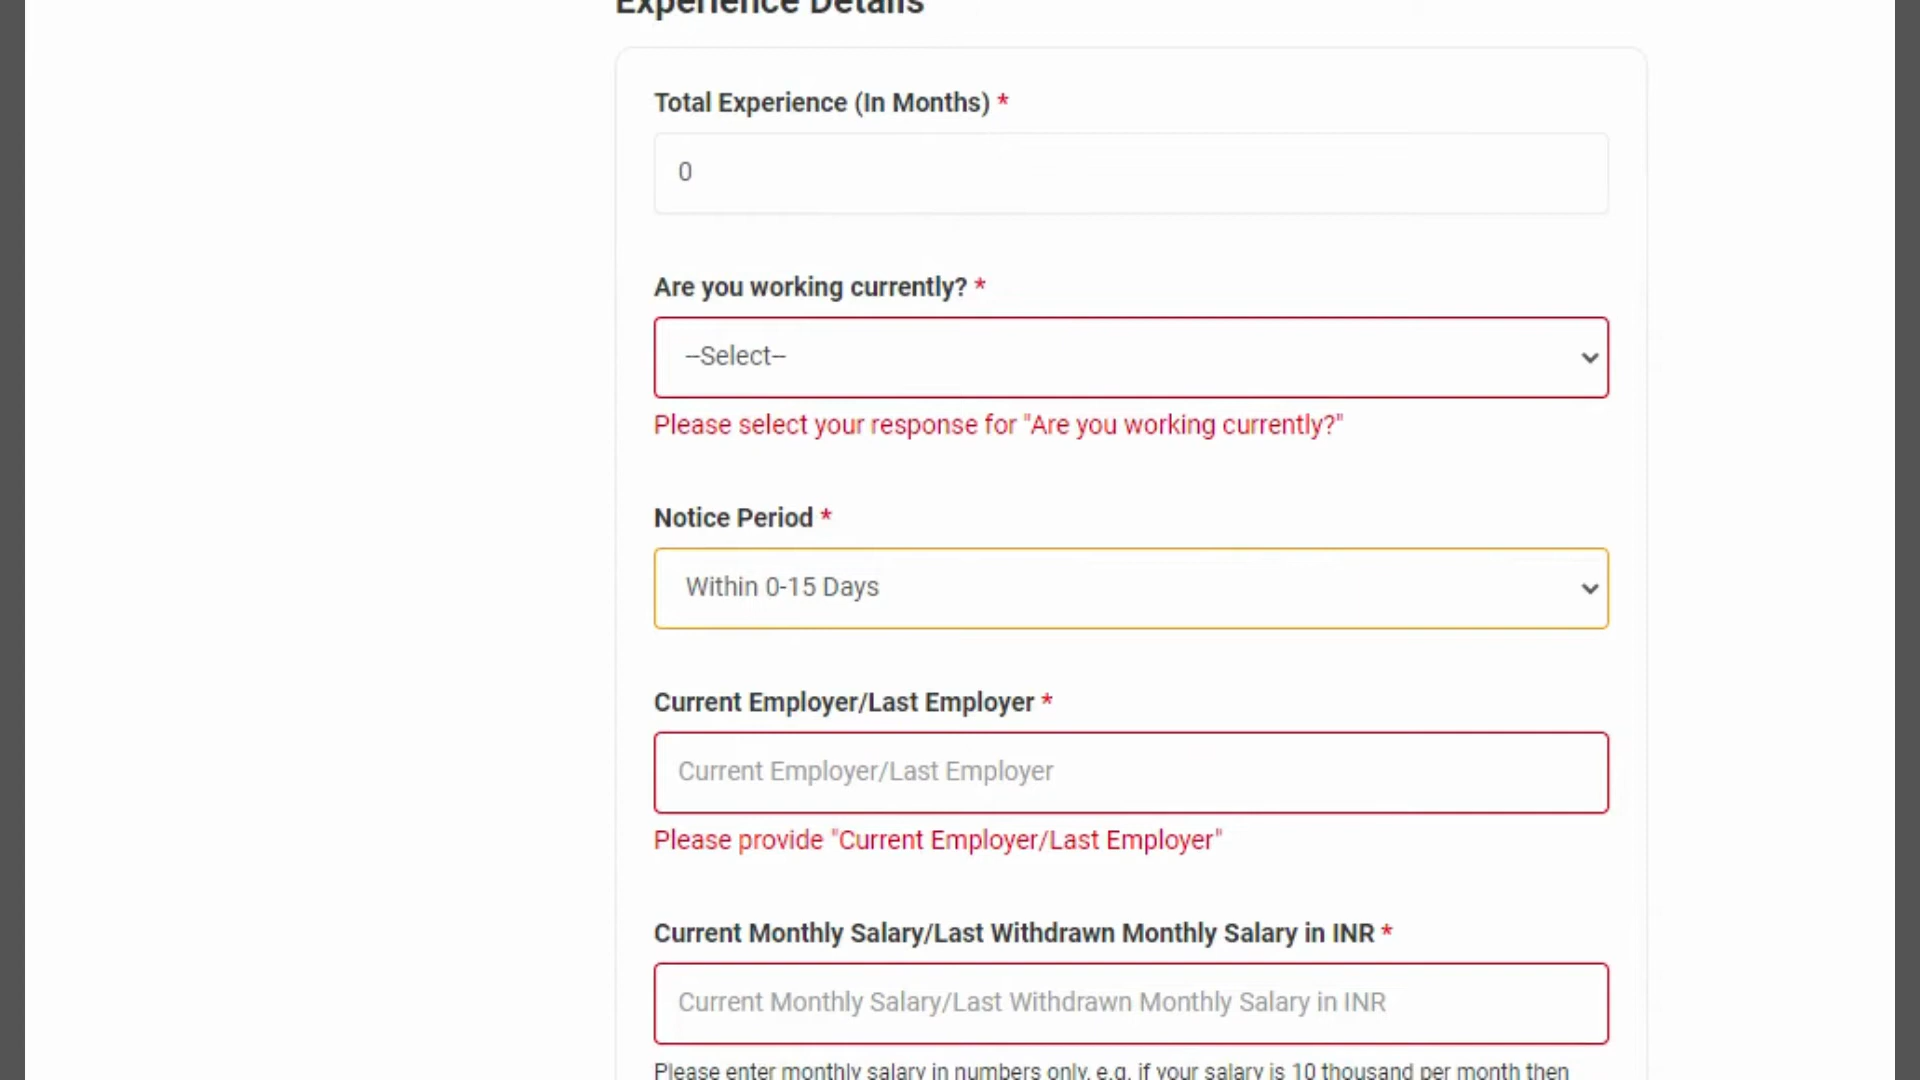 Experience Details
Total Experience (In Months) *
0
Are you working currently? *
--Select--
Please select your response for "Are you working currently?"
Notice Period *
Within 0-15 Days
Current Employer/Last Employer *
Current Employer/Last Employer
Please provide "Current Employer/Last Employer"
Current Monthly Salary/Last Withdrawn Monthly Salary in INR *
Current Monthly Salary/Last Withdrawn Monthly Salary in INR
Please enter monthly salary in numbers only, e.g. if your salary is 10 thousand per month then